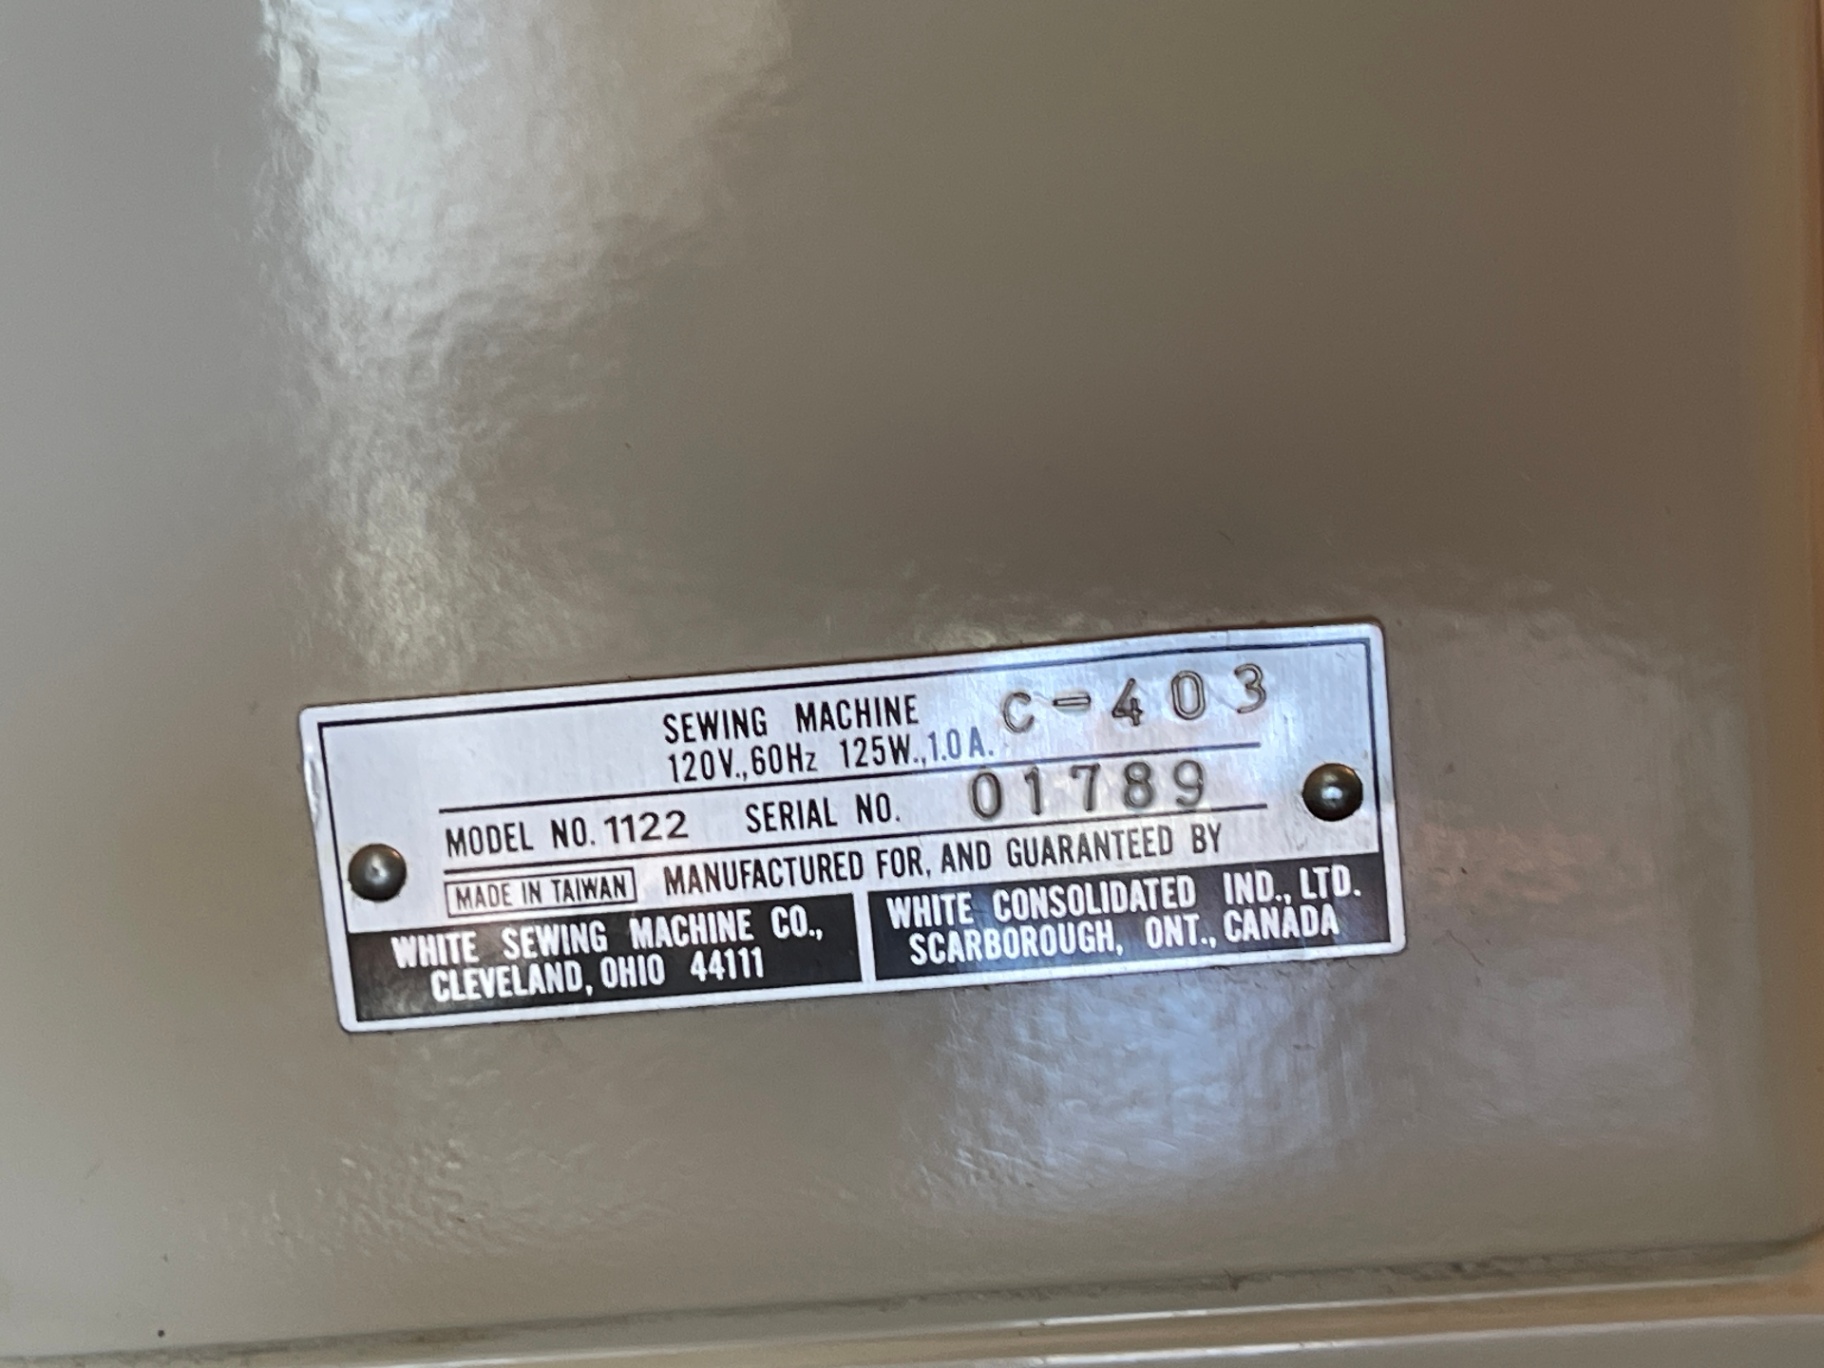 SEWING MACHINE C-403
120V.,60Hz 125W.,1.0A.
MODEL NO. 1122 SERIAL NO. 01789
MADE IN TAIWAN MANUFACTURED FOR, AND GUARANTEED BY
WHITE SEWING MACHINE CO.,
CLEVELAND, OHIO 44111
WHITE CONSOLIDATED IND., LTD.
SCARBOROUGH, ONT., CANADA